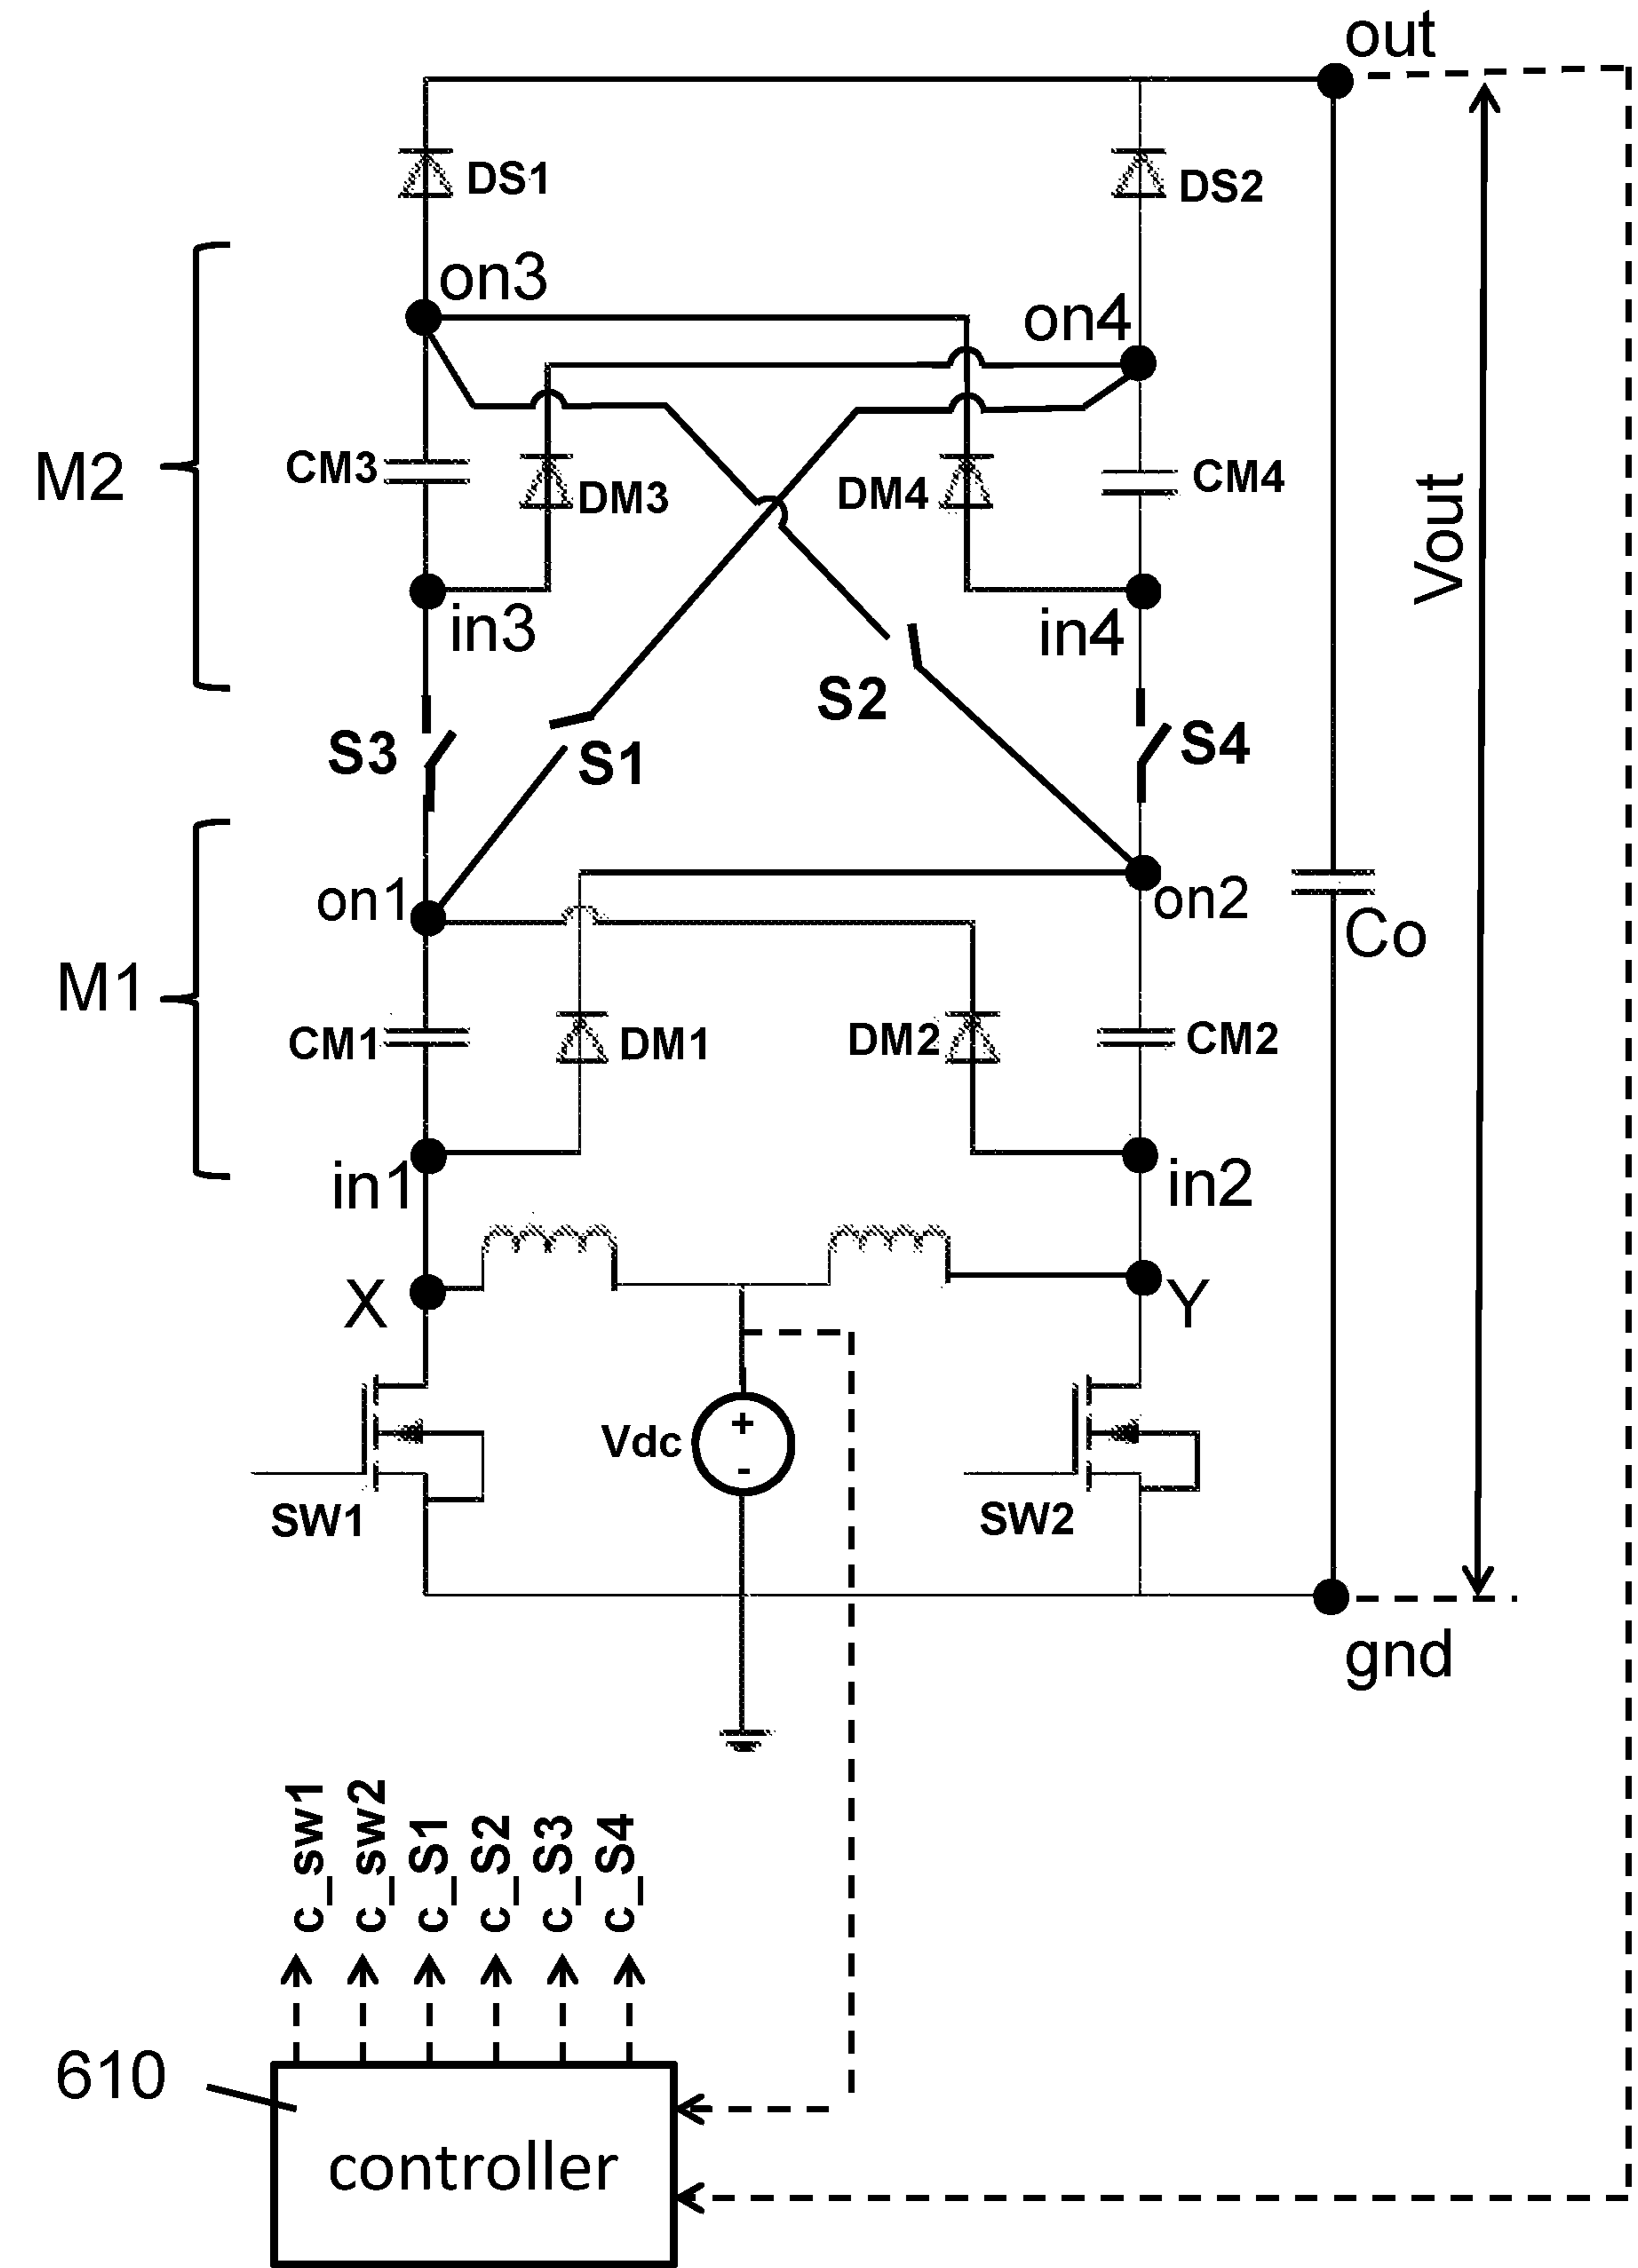 out
DS1
DS2
on3
on4
M2
CM3
DM3
DM4
CM4
Vout
in3
in4
S2
S3
S1
S4
on1
on2
Co
M1
CM1
DM1
DM2
CM2
in1
in2
X
Y
Vdc
+
-
SW1
SW2
gnd
c_sw1
c_sw2
c_S1
c_S2
c_S3
c_S4
610
controller